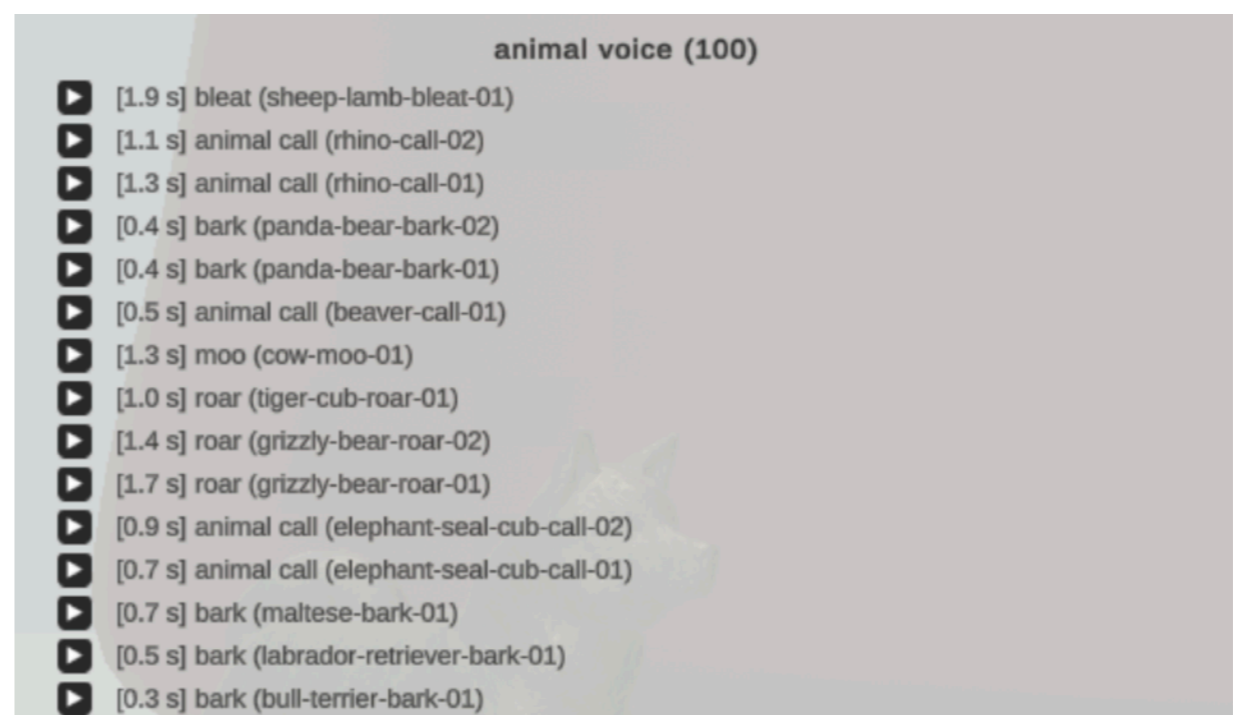 animal voice (100)
[1.9 s] bleat (sheep-lamb-bleat-01)
[1.1 s] animal call (rhino-call-02)
[1.3 s] animal call (rhino-call-01)
[0.4 s] bark (panda-bear-bark-02)
[0.4 s] bark (panda-bear-bark-01)
[0.5 s] animal call (beaver-call-01)
[1.3 s] moo (cow-moo-01)
[1.0 s] roar (tiger-cub-roar-01)
[1.4 s] roar (grizzly-bear-roar-02)
[1.7 s] roar (grizzly-bear-roar-01)
[0.9 s] animal call (elephant-seal-cub-call-02)
[0.7 s] animal call (elephant-seal-cub-call-01)
[0.7 s] bark (maltese-bark-01)
[0.5 s] bark (labrador-retriever-bark-01)
[0.3 s] bark (bull-terrier-bark-01)